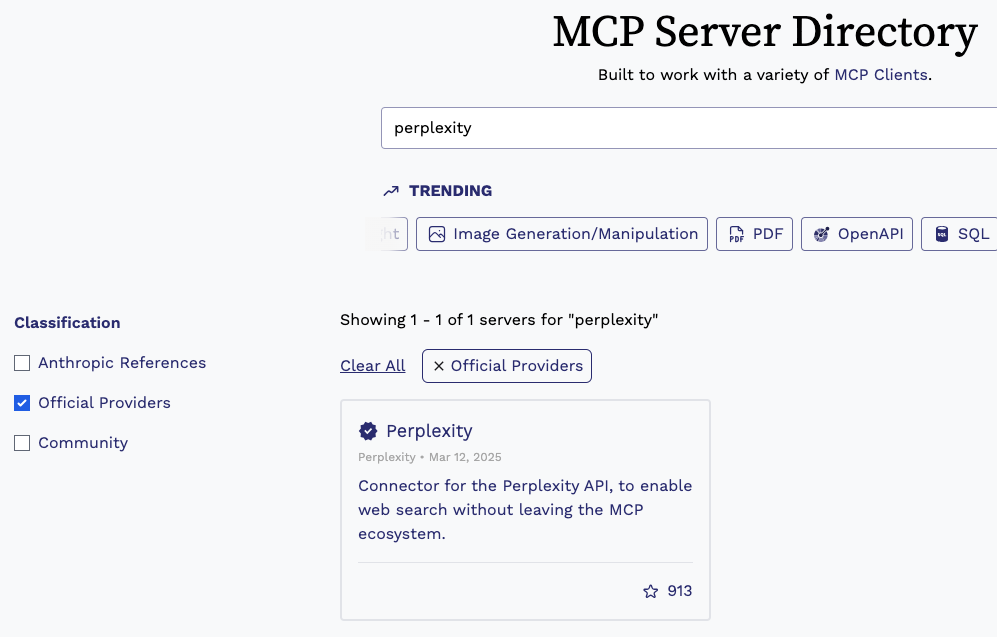 MCP Server Directory
Built to work with a variety of MCP Clients.
perplexity
TRENDING
ht Image Generation/Manipulation PDF OpenAPI SQL
Classification
Anthropic References
Official Providers
Community
Showing 1 - 1 of 1 servers for "perplexity"
Clear All × Official Providers
Perplexity
Perplexity • Mar 12, 2025
Connector for the Perplexity API, to enable
web search without leaving the MCP
ecosystem.
913